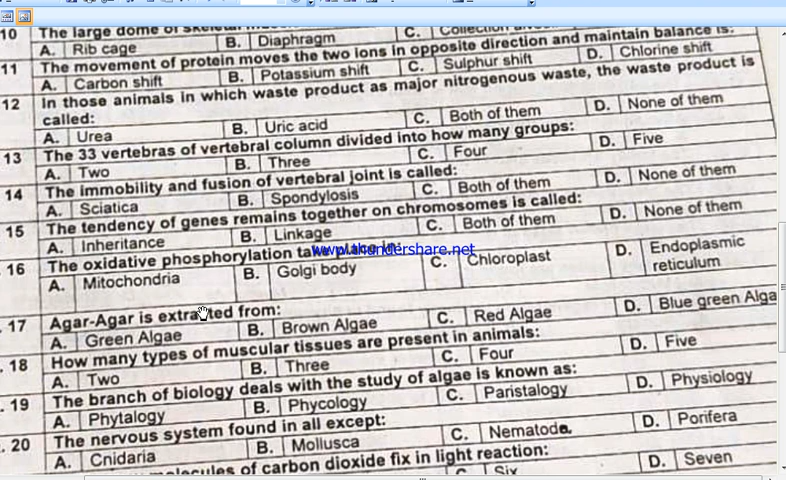 10 The large dome of skeletal
A. Rib cage B. Diaphragm C. Collection
11 The movement of protein moves the two ions in opposite direction and maintain balance is:
A. Carbon shift B. Potassium shift C. Sulphur shift D. Chlorine shift
12 In those animals in which waste product as major nitrogenous waste, the waste product is
called:
A. Urea B. Uric acid C. Both of them D. None of them
13 The 33 vertebras of vertebral column divided into how many groups:
A. Two B. Three C. Four D. Five
14 The immobility and fusion of vertebral joint is called:
A. Sciatica B. Spondylosis C. Both of them D. None of them
15 The tendency of genes remains together on chromosomes is called:
A. Inheritance B. Linkage C. Both of them D. None of them
www.thundershare.net
16 The oxidative phosphorylation take place in:
A. Mitochondria B. Golgi body C. Chloroplast D. Endoplasmic
reticulum
17 Agar-Agar is extracted from:
A. Green Algae B. Brown Algae C. Red Algae D. Blue green Alga
18 How many types of muscular tissues are present in animals:
A. Two B. Three C. Four D. Five
19 The branch of biology deals with the study of algae is known as:
A. Phytalogy B. Phycology C. Paristalogy D. Physiology
20 The nervous system found in all except:
A. Cnidaria B. Mollusca C. Nematoda D. Porifera
molecules of carbon dioxide fix in light reaction:
C. Six D. Seven